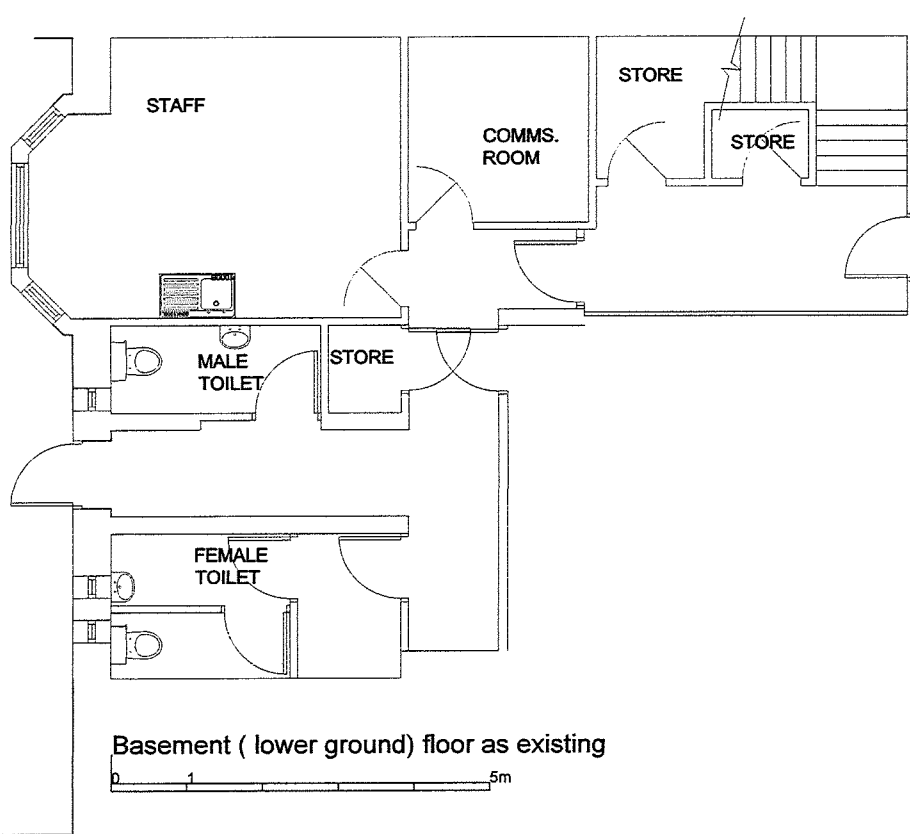 STORE
STAFF
COMMS.
ROOM
STORE
MALE
TOILET
STORE
FEMALE
TOILET
Basement ( lower ground) floor as existing
0 1 5m